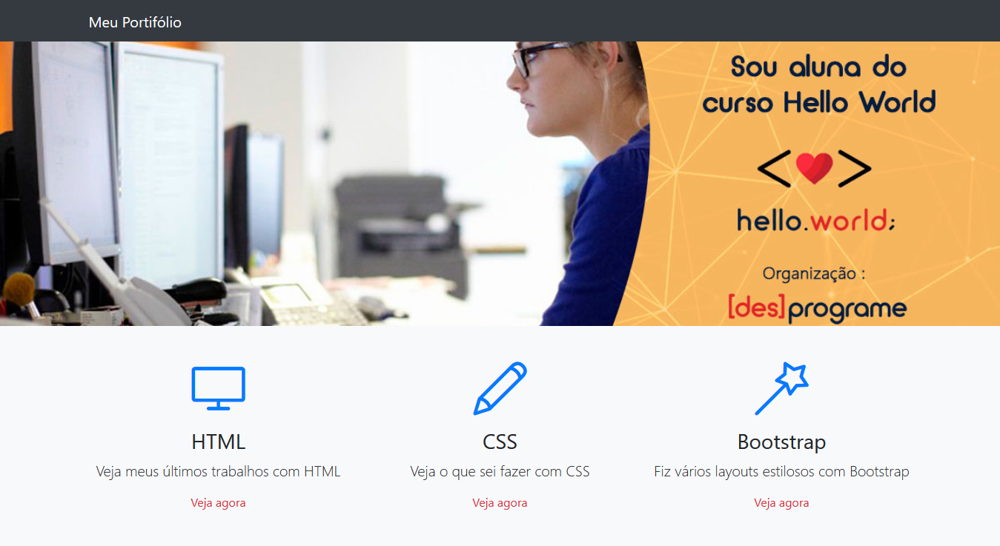 Meu Portifólio
Sou aluna do
curso Hello World
<>
hello.world;
Organização :
[des]programe
HTML
Veja meus últimos trabalhos com HTML
Veja agora
CSS
Veja o que sei fazer com CSS
Veja agora
Bootstrap
Fiz vários layouts estilosos com Bootstrap
Veja agora